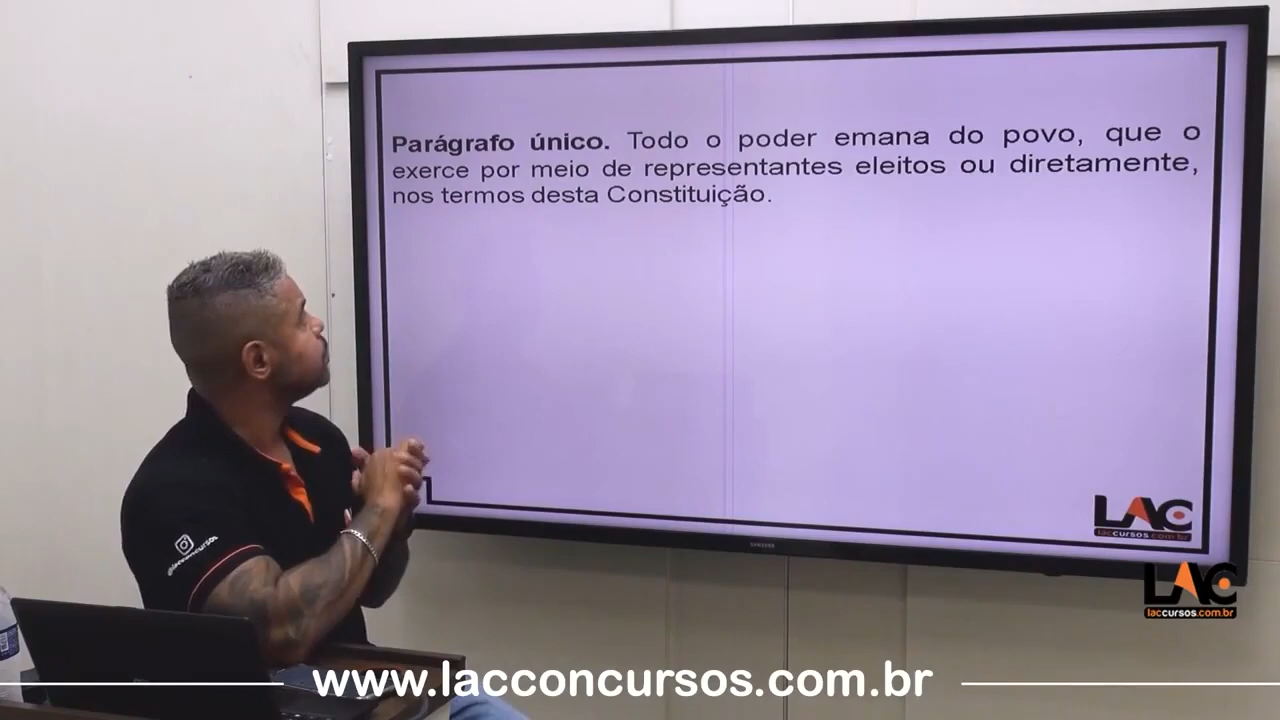 Parágrafo único. Todo o poder emana do povo, que o
exerce por meio de representantes eleitos ou diretamente,
nos termos desta Constituição.
LAC
laccursos.com.br
SAMSUNG
@lacconcursos
LAC
laccursos.com.br
www.lacconcursos.com.br